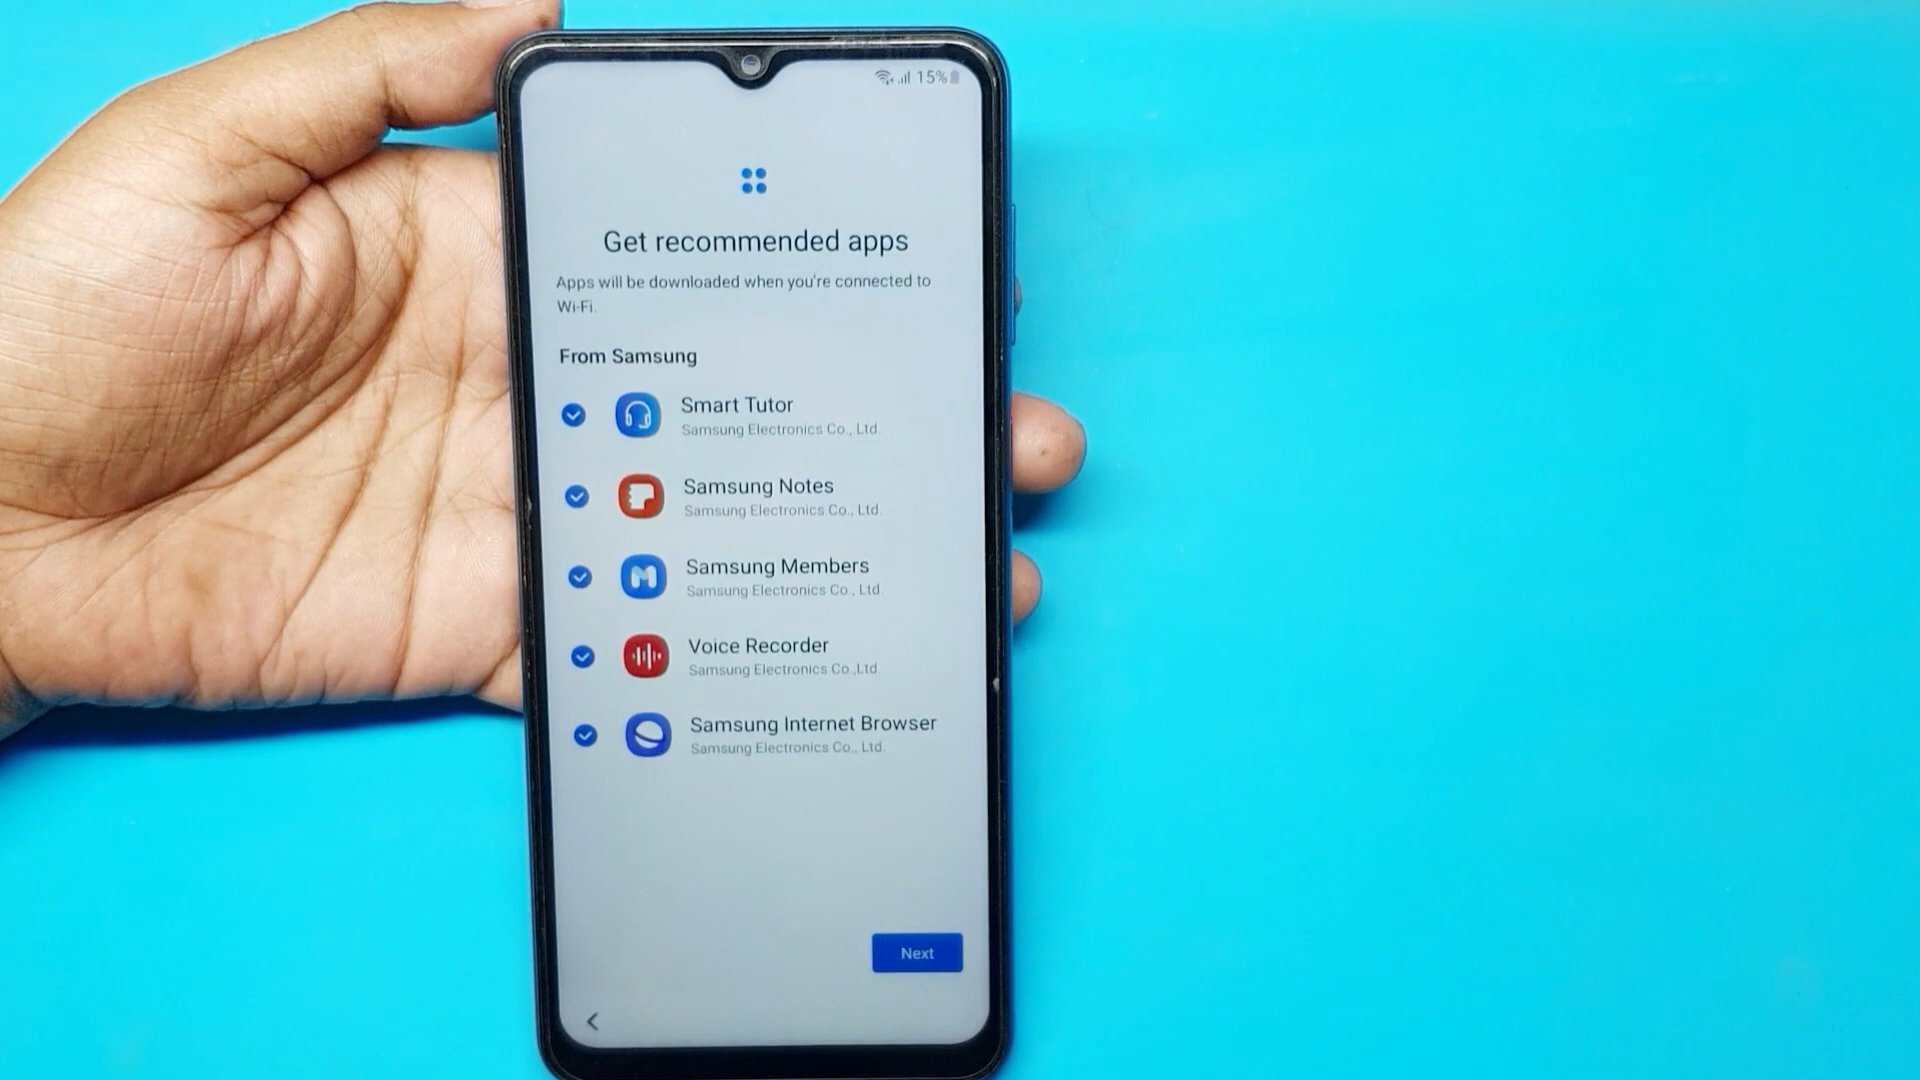 15%
Get recommended apps
Apps will be downloaded when you're connected to
Wi-Fi.
From Samsung
Smart Tutor
Samsung Electronics Co., Ltd.
Samsung Notes
Samsung Electronics Co., Ltd.
Samsung Members
Samsung Electronics Co., Ltd.
Voice Recorder
Samsung Electronics Co.,Ltd.
Samsung Internet Browser
Samsung Electronics Co., Ltd.
Next